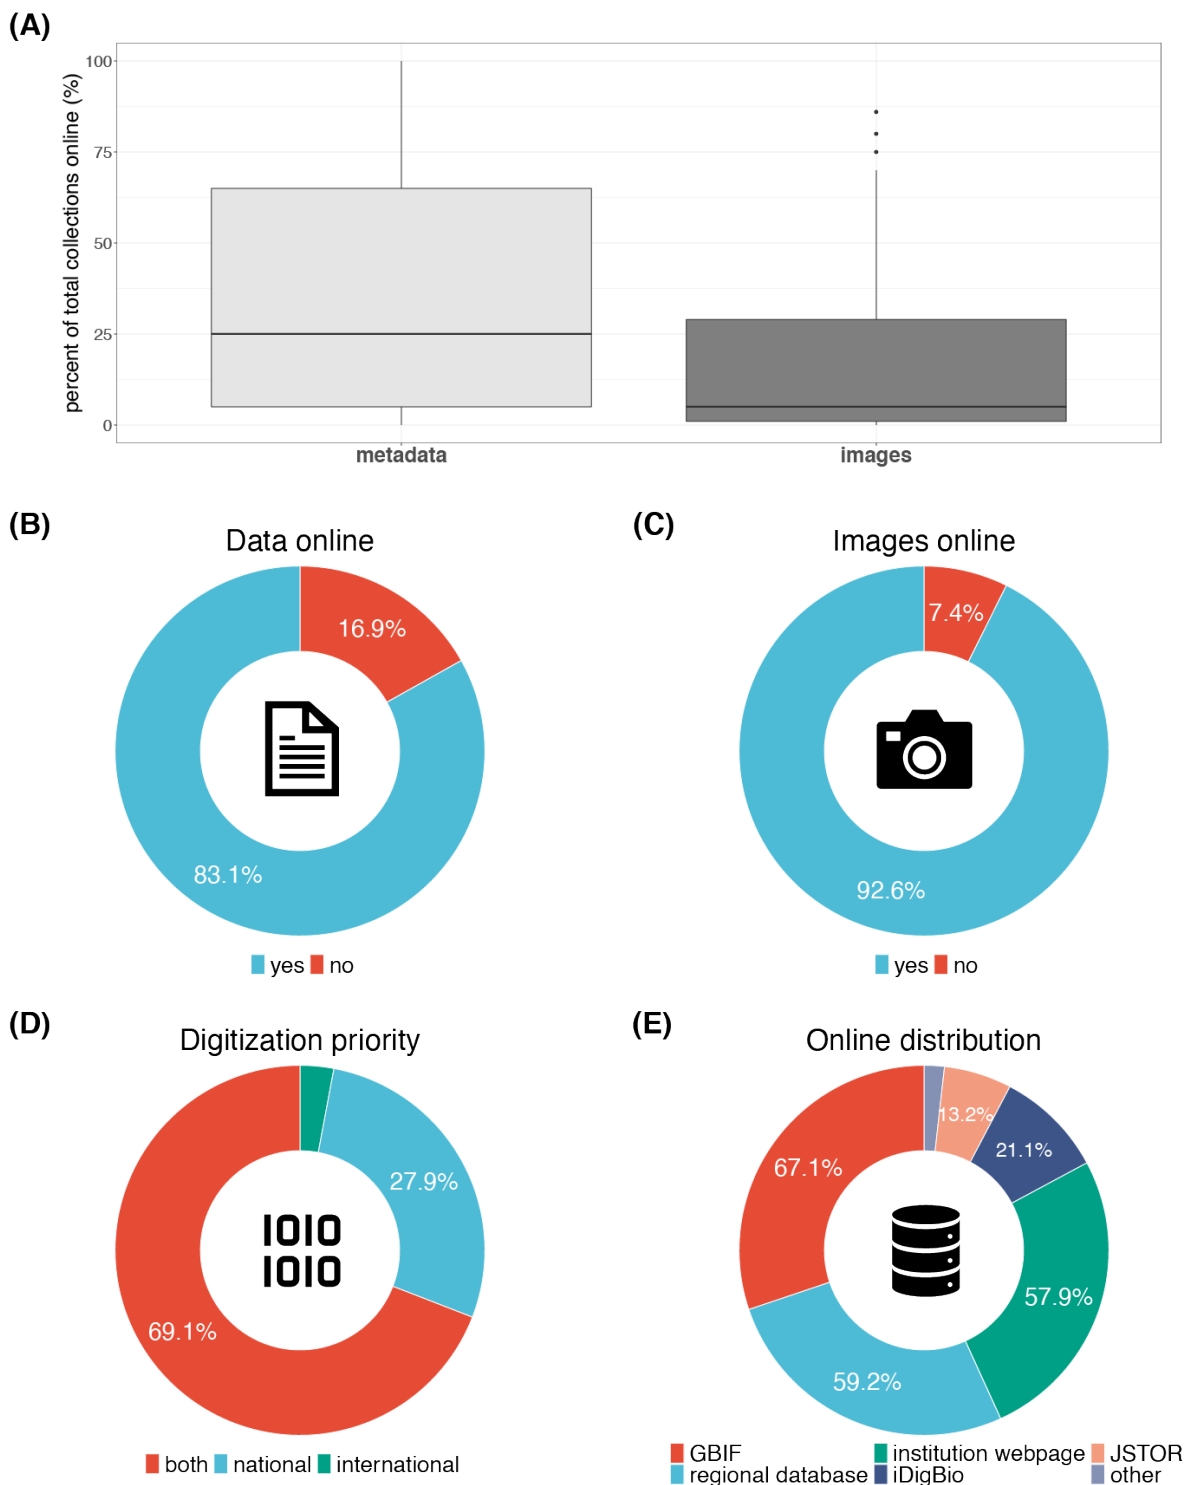 (A)
percent of total collections online (%)
100
75
50
25
0
metadata
images
(B)
Data online
16.9%
83.1%
yes no
(C)
Images online
7.4%
92.6%
yes no
(D)
Digitization priority
27.9%
69.1%
IOIO
IOIO
both national international
(E)
Online distribution
13.2%
21.1%
67.1%
57.9%
59.2%
GBIF institution webpage JSTOR
regional database iDigBio other